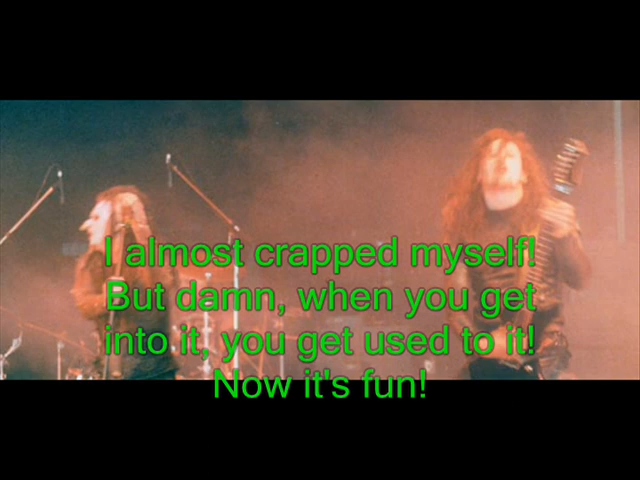 I almost crapped myself!
But damn, when you get
into it, you get used to it!
Now it's fun!